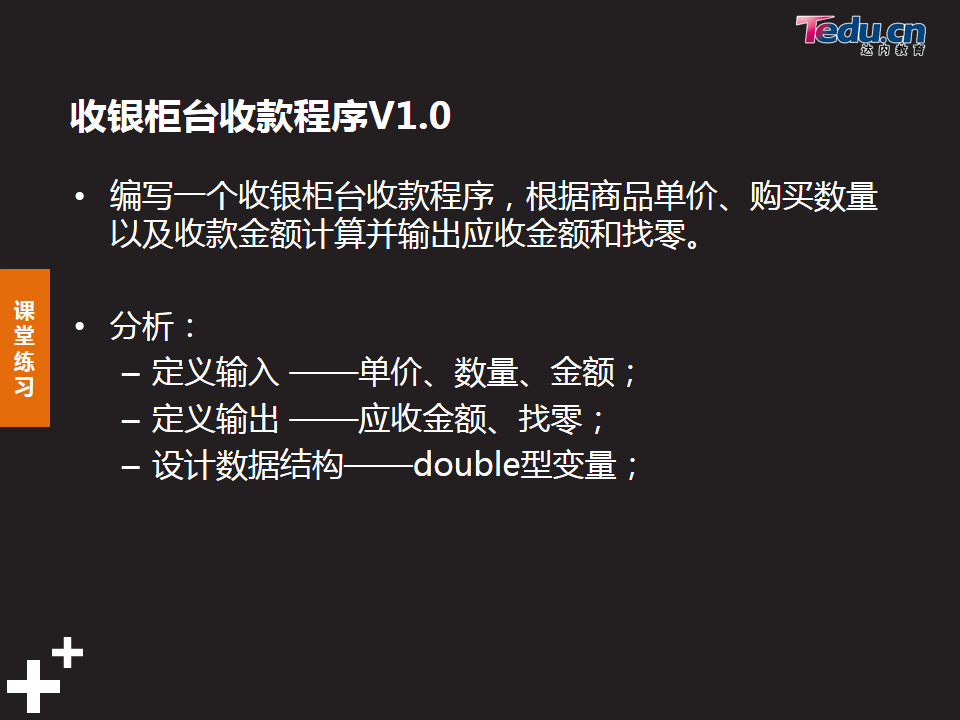 Tedu.cn
达内教育
收银柜台收款程序V1.0
• 编写一个收银柜台收款程序，根据商品单价、购买数量
以及收款金额计算并输出应收金额和找零。
课堂练习
• 分析：
– 定义输入 ——单价、数量、金额；
– 定义输出 ——应收金额、找零；
– 设计数据结构——double型变量；